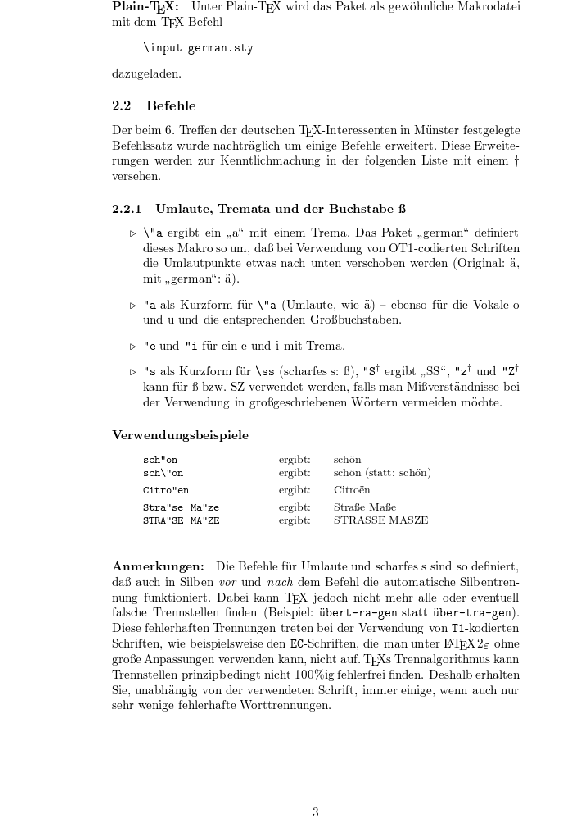 Plain-TEX: Unter Plain-TEX wird das Paket als gewöhnliche Makrodatei
mit dem TEX Befehl
\input german.sty
dazugeladen.
2.2 Befehle
Der beim 6. Treffen der deutschen TEX-Interessenten in Münster festgelegte
Befehlssatz wurde nachträglich um einige Befehle erweitert. Diese Erweite-
rungen werden zur Kenntlichmachung in der folgenden Liste mit einem †
versehen.
2.2.1 Umlaute, Tremata und der Buchstabe ß
▷ \"a ergibt ein „a“ mit einem Trema. Das Paket „german“ definiert
dieses Makro so um, daß bei Verwendung von OT1-codierten Schriften
die Umlautpunkte etwas nach unten verschoben werden (Original: ä,
mit „german“: ä).
▷ "a als Kurzform für \"a (Umlaute, wie ä) – ebenso für die Vokale o
und u und die entsprechenden Großbuchstaben.
▷ "e und "i für ein e und i mit Trema.
▷ "s als Kurzform für \ss (scharfes s: ß), "S† ergibt „SS“, "z† und "Z†
kann für ß bzw. SZ verwendet werden, falls man Mißverständnisse bei
der Verwendung in großgeschriebenen Wörtern vermeiden möchte.
Verwendungsbeispiele
sch"on ergibt: schön
sch\"on ergibt: schön (statt: schön)
Citro"en ergibt: Citroën
Stra"se Ma"ze ergibt: Straße Maße
STRA"SE MA"ZE ergibt: STRASSE MASZE
Anmerkungen: Die Befehle für Umlaute und scharfes s sind so definiert,
daß auch in Silben vor und nach dem Befehl die automatische Silbentren-
nung funktioniert. Dabei kann TEX jedoch nicht mehr alle oder eventuell
falsche Trennstellen finden (Beispiel: übert-ra-gen statt über-tra-gen).
Diese fehlerhaften Trennungen treten bei der Verwendung von T1-kodierten
Schriften, wie beispielsweise den EC-Schriften, die man unter LATEX 2ε ohne
große Anpassungen verwenden kann, nicht auf. TEXs Trennalgorithmus kann
Trennstellen prinzipbedingt nicht 100%ig fehlerfrei finden. Deshalb erhalten
Sie, unabhängig von der verwendeten Schrift, immer einige, wenn auch nur
sehr wenige fehlerhafte Worttrennungen.
3